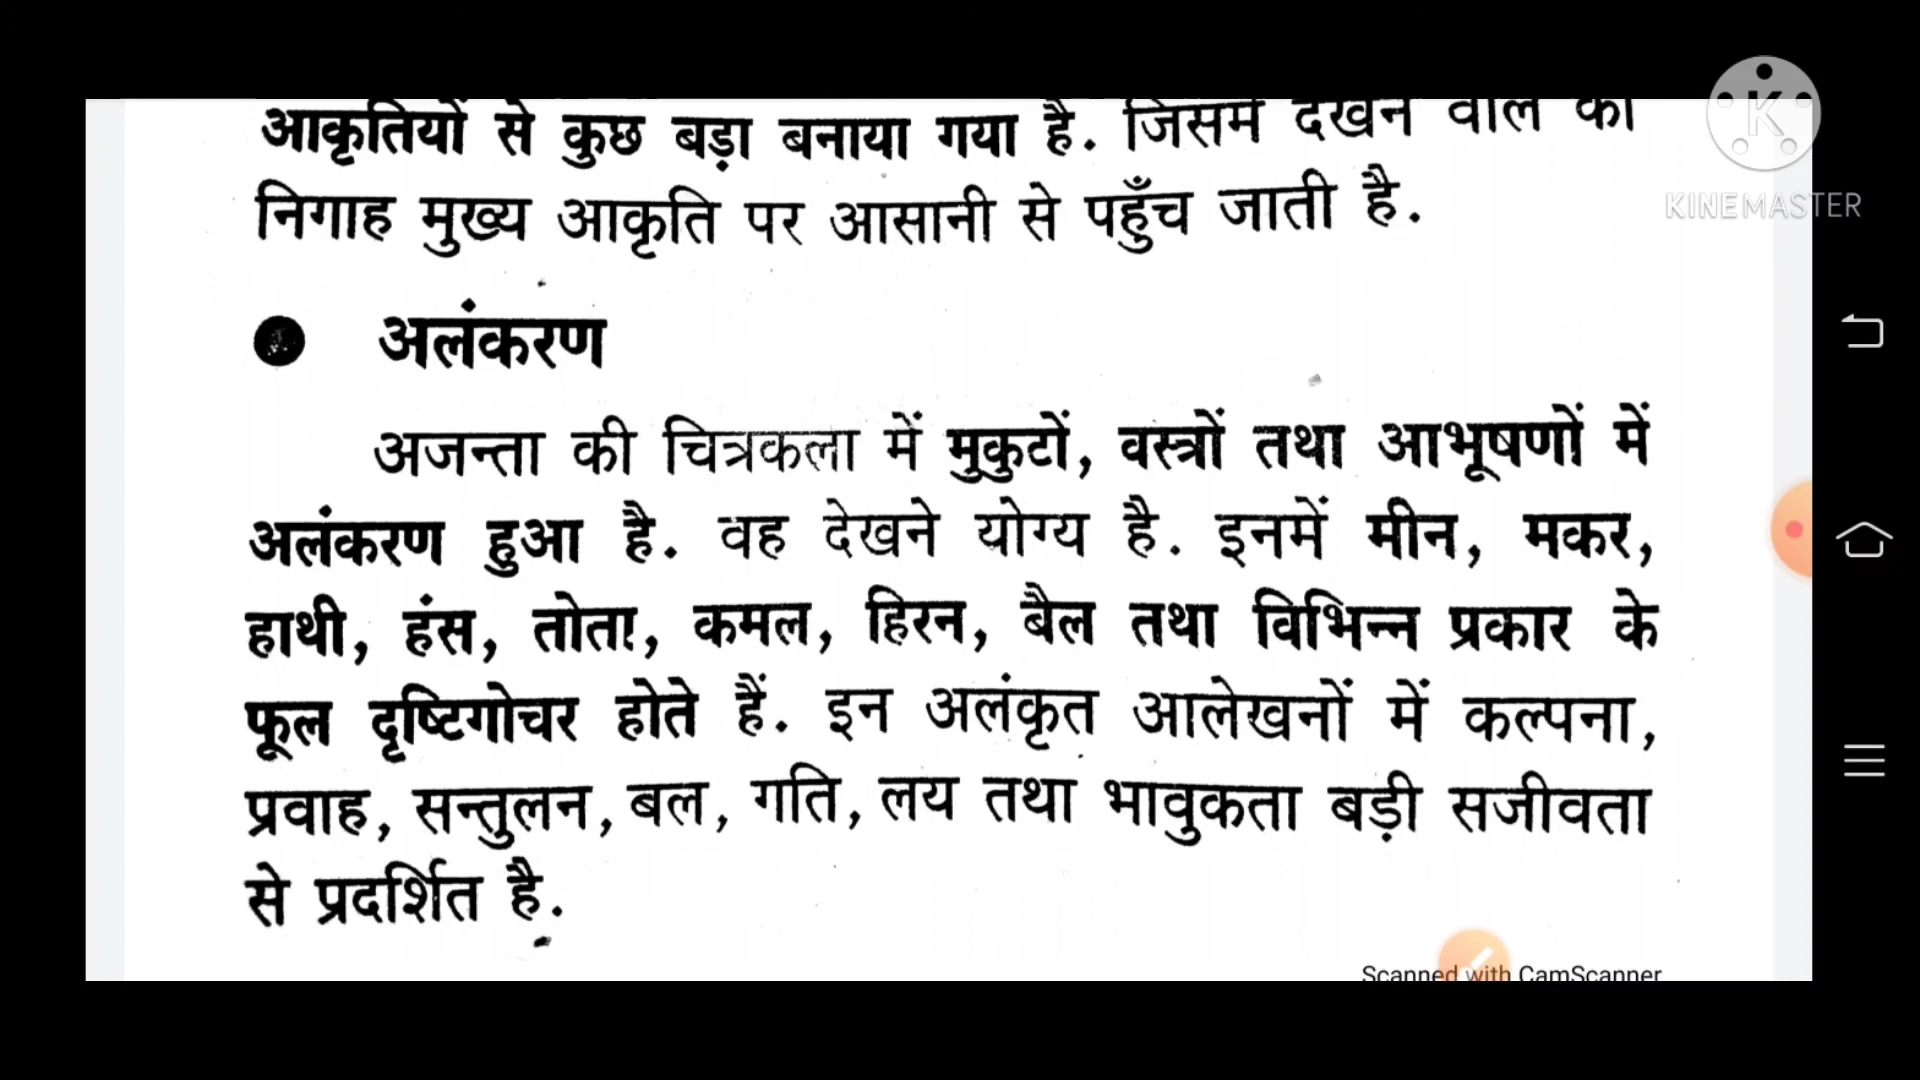 आकृतियों से कुछ बड़ा बनाया गया है. जिसमें देखने वाले की
निगाह मुख्य आकृति पर आसानी से पहुँच जाती है.
KINEMASTER
● अलंकरण
अजन्ता की चित्रकला में मुकुटों, वस्त्रों तथा आभूषणों में
अलंकरण हुआ है. वह देखने योग्य है. इनमें मीन, मकर,
हाथी, हंस, तोता, कमल, हिरन, बैल तथा विभिन्न प्रकार के
फूल दृष्टिगोचर होते हैं. इन अलंकृत आलेखनों में कल्पना,
प्रवाह, सन्तुलन, बल, गति, लय तथा भावुकता बड़ी सजीवता
से प्रदर्शित है.
Scanned with CamScanner